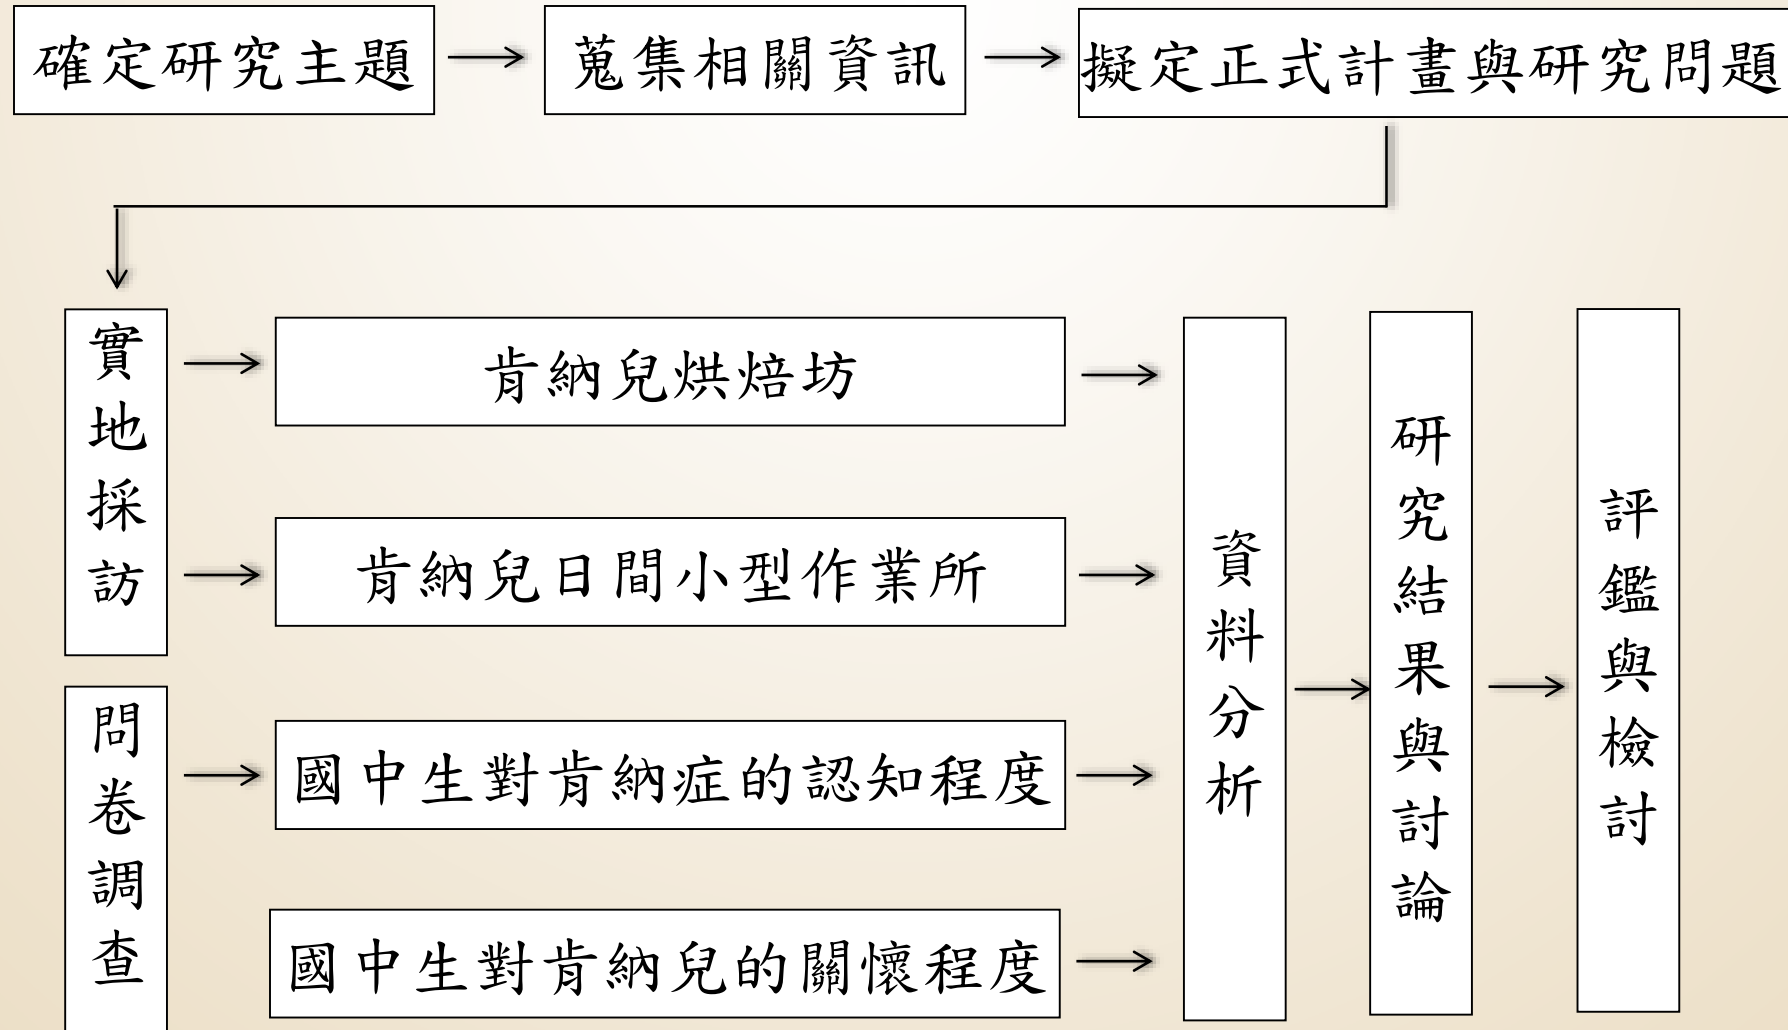 確定研究主題
蒐集相關資訊
擬定正式計畫與研究問題
實地採訪
肯納兒烘焙坊
肯納兒日間小型作業所
問卷調查
國中生對肯納症的認知程度
國中生對肯納兒的關懷程度
資料分析
研究結果與討論
評鑑與檢討